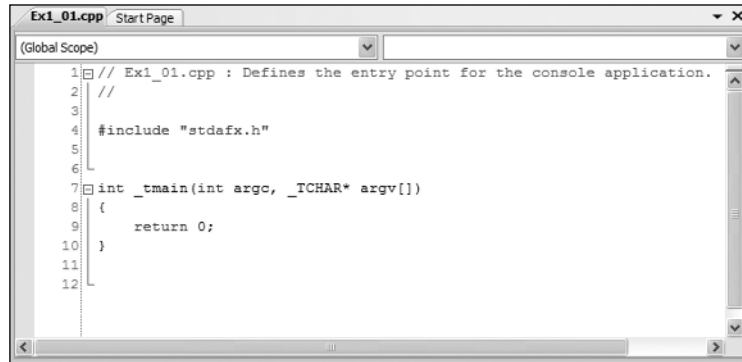 Ex1_01.cpp Start Page
(Global Scope)
1 // Ex1_01.cpp : Defines the entry point for the console application.
2 //
3
4 #include "stdafx.h"
5
6
7 int _tmain(int argc, _TCHAR* argv[])
8 {
9 return 0;
10 }
11
12